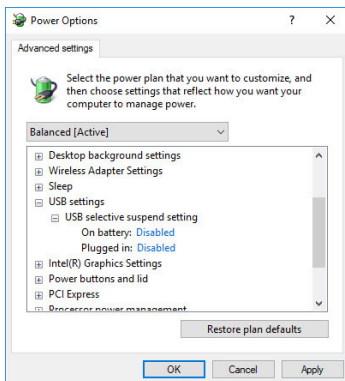 Power Options
Advanced settings
Select the power plan that you want to customize, and
then choose settings that reflect how you want your
computer to manage power.
Balanced [Active]
Desktop background settings
Wireless Adapter Settings
Sleep
USB settings
USB selective suspend setting
On battery: Disabled
Plugged in: Disabled
Intel(R) Graphics Settings
Power buttons and lid
PCI Express
Processor power management
Restore plan defaults
OK Cancel Apply